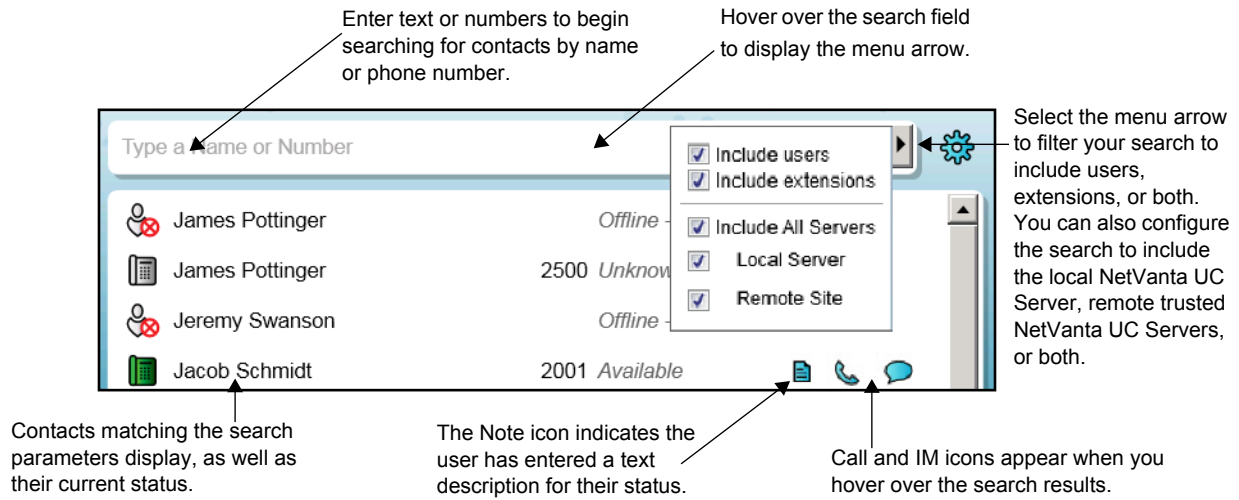 Enter text or numbers to begin
searching for contacts by name
or phone number.
Hover over the search field
to display the menu arrow.
Type a Name or Number
Include users
Include extensions
Include All Servers
Local Server
Remote Site
Select the menu arrow
to filter your search to
include users,
extensions, or both.
You can also configure
the search to include
the local NetVanta UC
Server, remote trusted
NetVanta UC Servers,
or both.
James Pottinger Offline -
James Pottinger 2500 Unknow
Jeremy Swanson Offline -
Jacob Schmidt 2001 Available
Contacts matching the search
parameters display, as well as
their current status.
The Note icon indicates the
user has entered a text
description for their status.
Call and IM icons appear when you
hover over the search results.